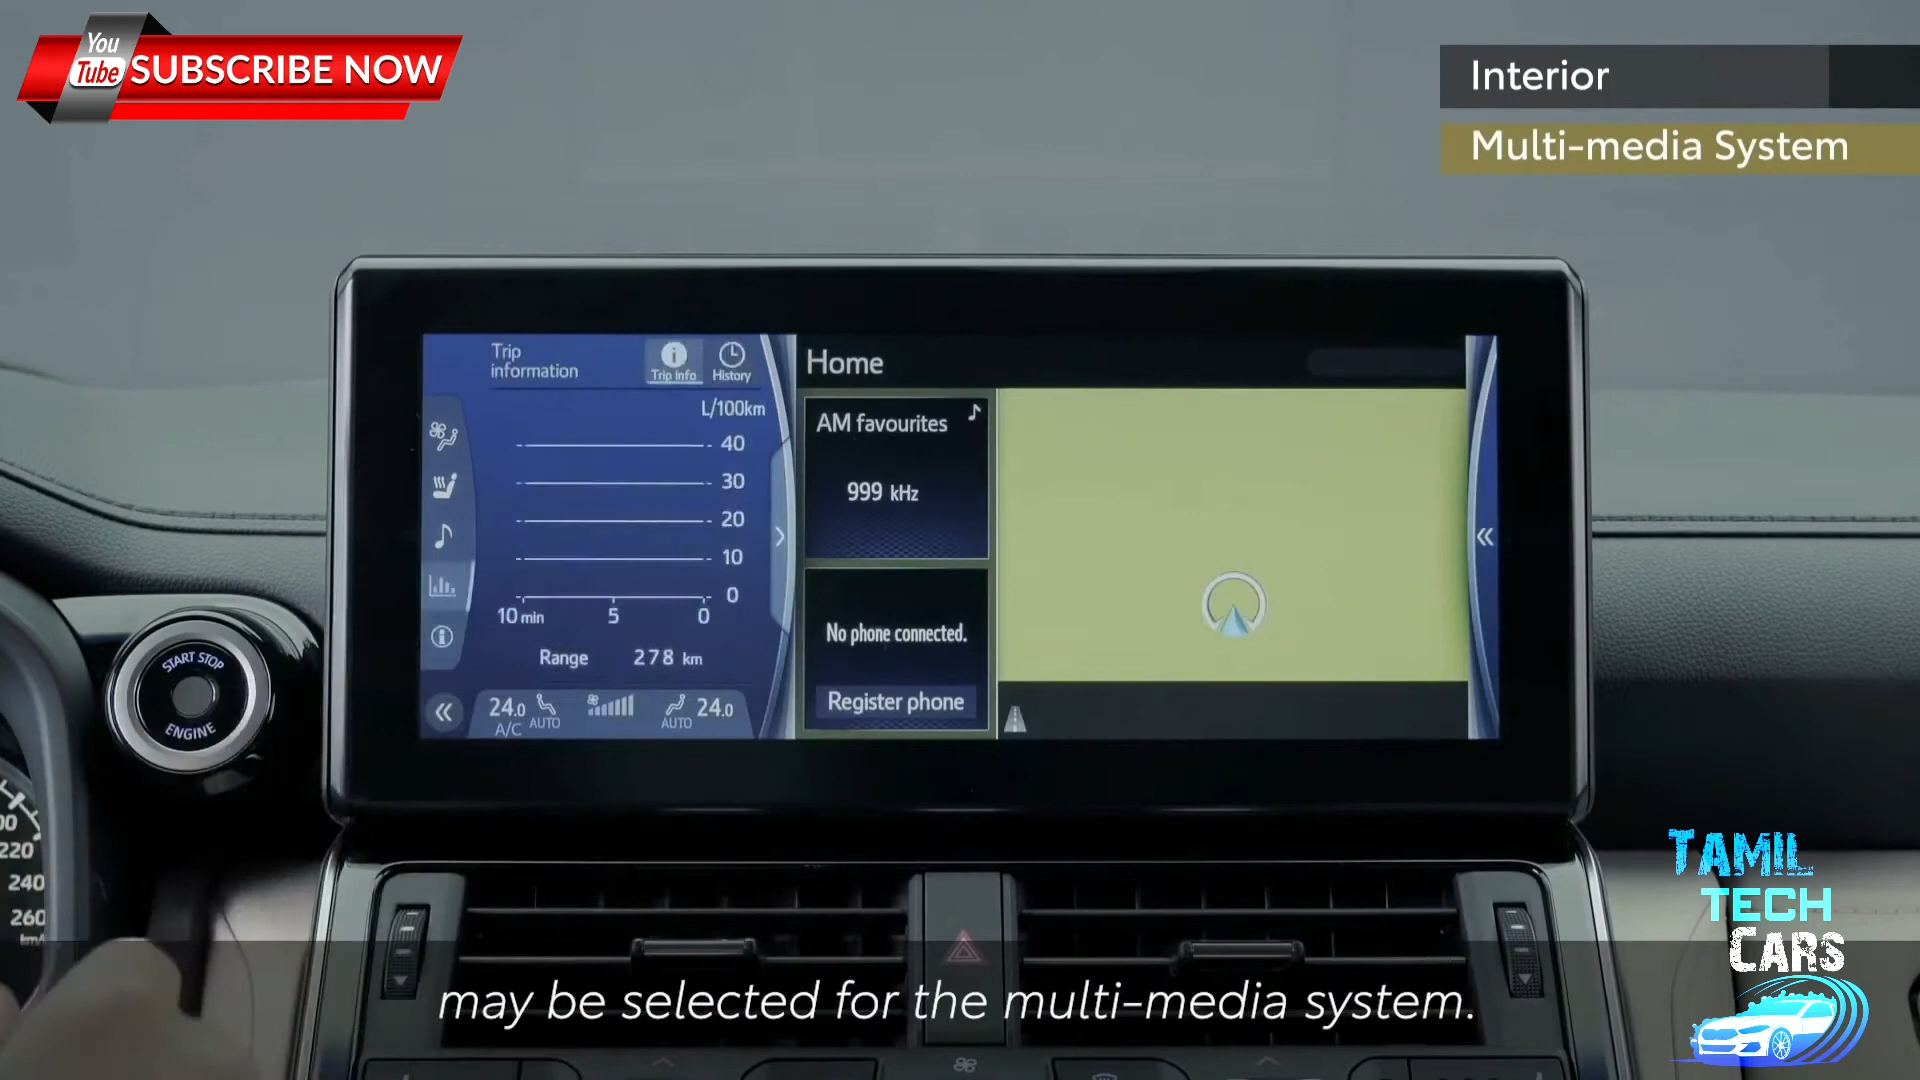 You
Tube
SUBSCRIBE NOW
Interior
Multi-media System
Trip
information
Trip info
History
L/100km
40
30
20
10
0
10 min 5 0
Range 278 km
24.0
A/C
AUTO
AUTO
24.0
Home
AM favourites
999 kHz
No phone connected.
Register phone
START STOP
ENGINE
220
240
260
km/h
TAMIL
TECH
CARS
may be selected for the multi-media system.